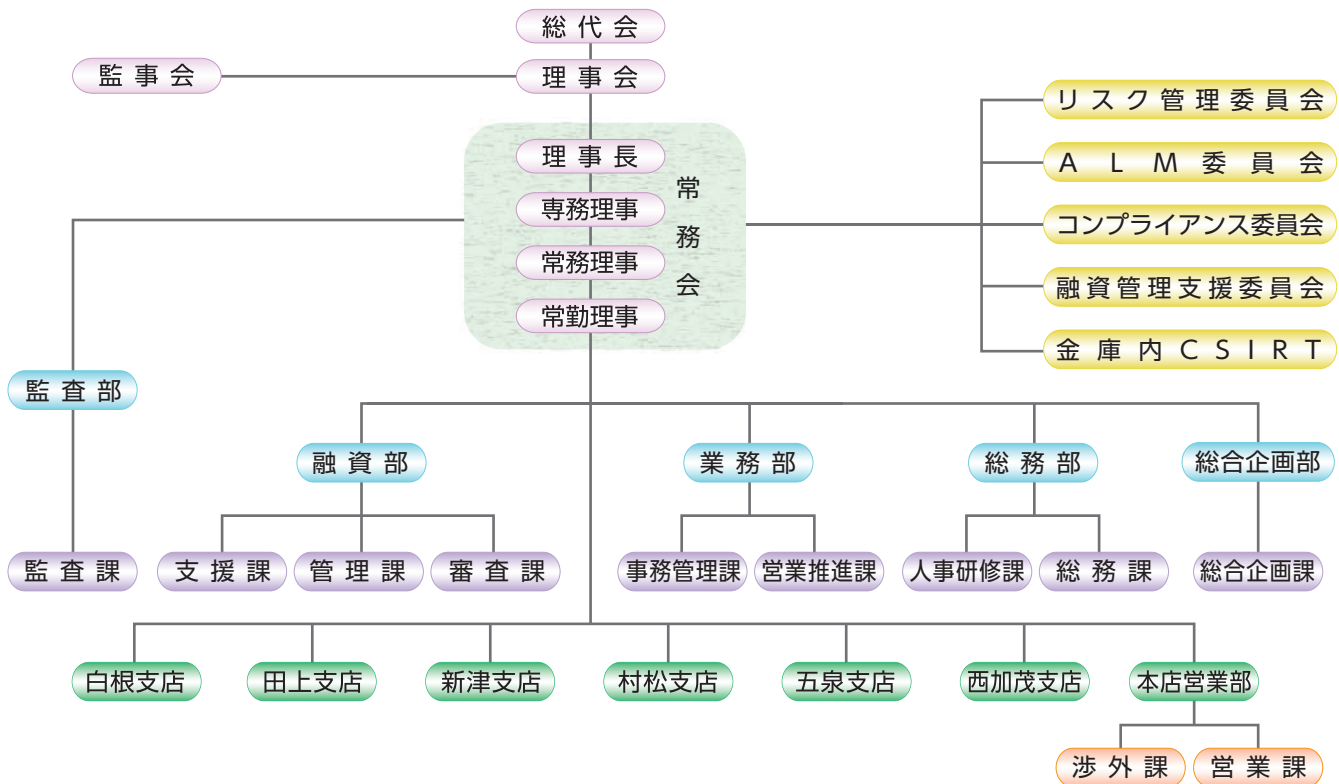 総代会
監事会
理事会
理事長
専務理事
常務理事
常勤理事
常務会
リスク管理委員会
ALM委員会
コンプライアンス委員会
融資管理支援委員会
金庫内CSIRT
監査部
融資部
業務部
総務部
総合企画部
監査課
支援課
管理課
審査課
事務管理課
営業推進課
人事研修課
総務課
総合企画課
白根支店
田上支店
新津支店
村松支店
五泉支店
西加茂支店
本店営業部
渉外課
営業課